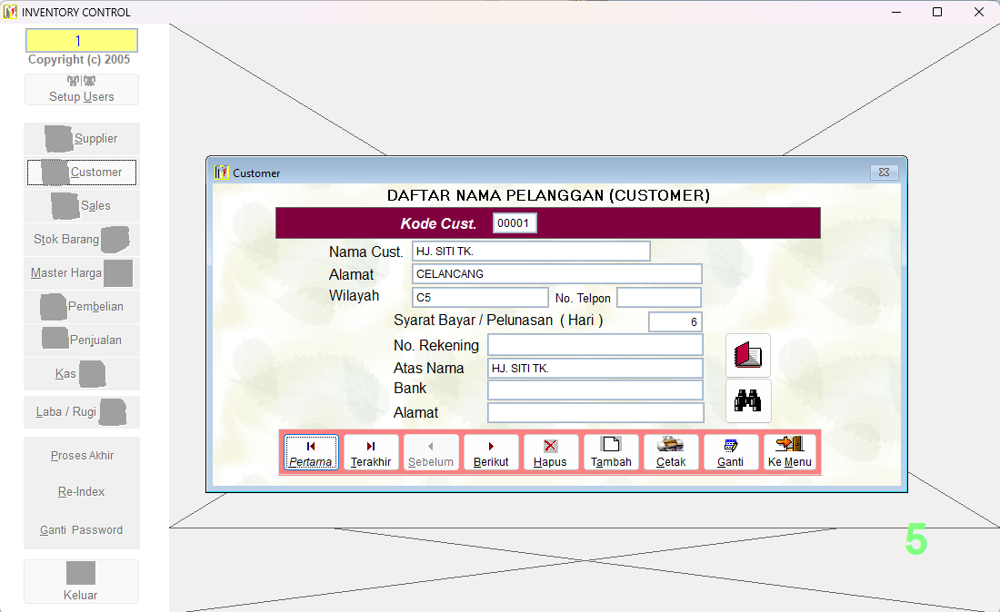 INVENTORY CONTROL
1
Copyright (c) 2005
Setup Users
Supplier
Customer
Sales
Stok Barang
Master Harga
Pembelian
Penjualan
Kas
Laba / Rugi
Proses Akhir
Re-Index
Ganti Password
Keluar
Customer
DAFTAR NAMA PELANGGAN (CUSTOMER)
Kode Cust. 00001
Nama Cust. HJ. SITI TK.
Alamat CELANCANG
Wilayah C5 No. Telpon
Syarat Bayar / Pelunasan ( Hari ) 6
No. Rekening
Atas Nama HJ. SITI TK.
Bank
Alamat
Pertama Terakhir Sebelum Berikut Hapus Tambah Cetak Ganti Ke Menu
5